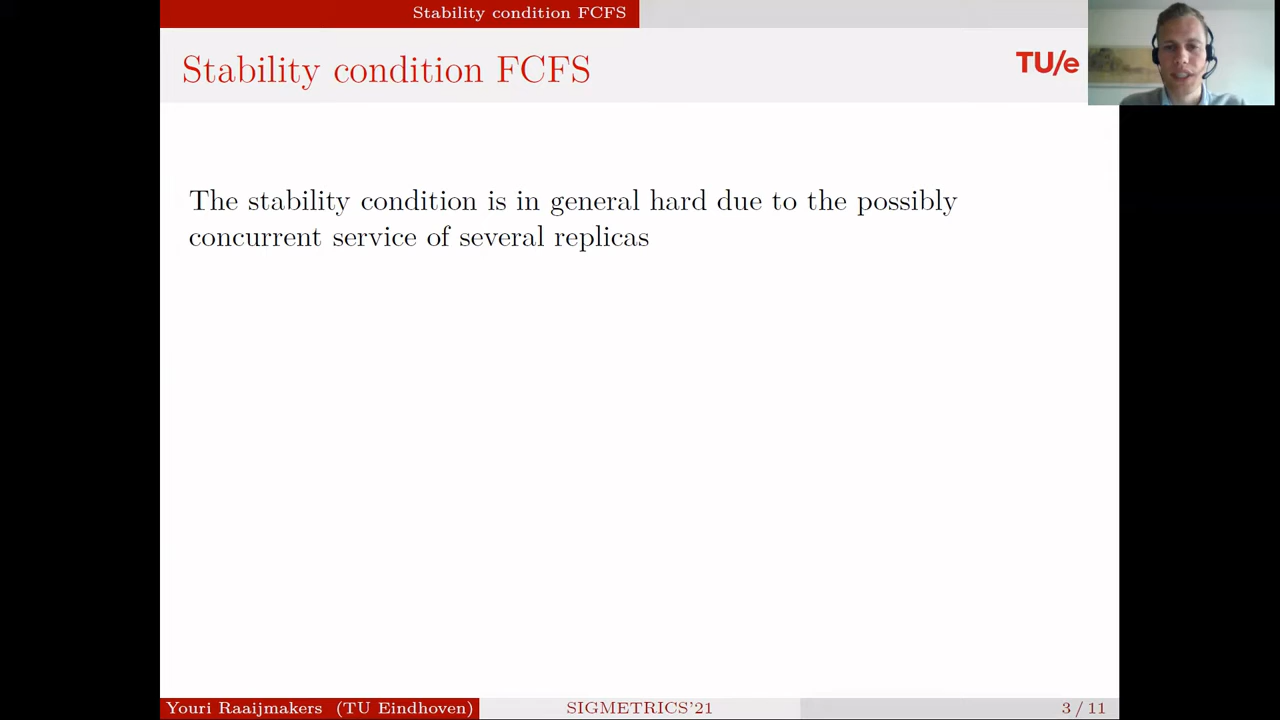 Stability condition FCFS
Stability condition FCFS
TU/e
The stability condition is in general hard due to the possibly
concurrent service of several replicas
Youri Raaijmakers (TU Eindhoven)
SIGMETRICS'21
3 / 11